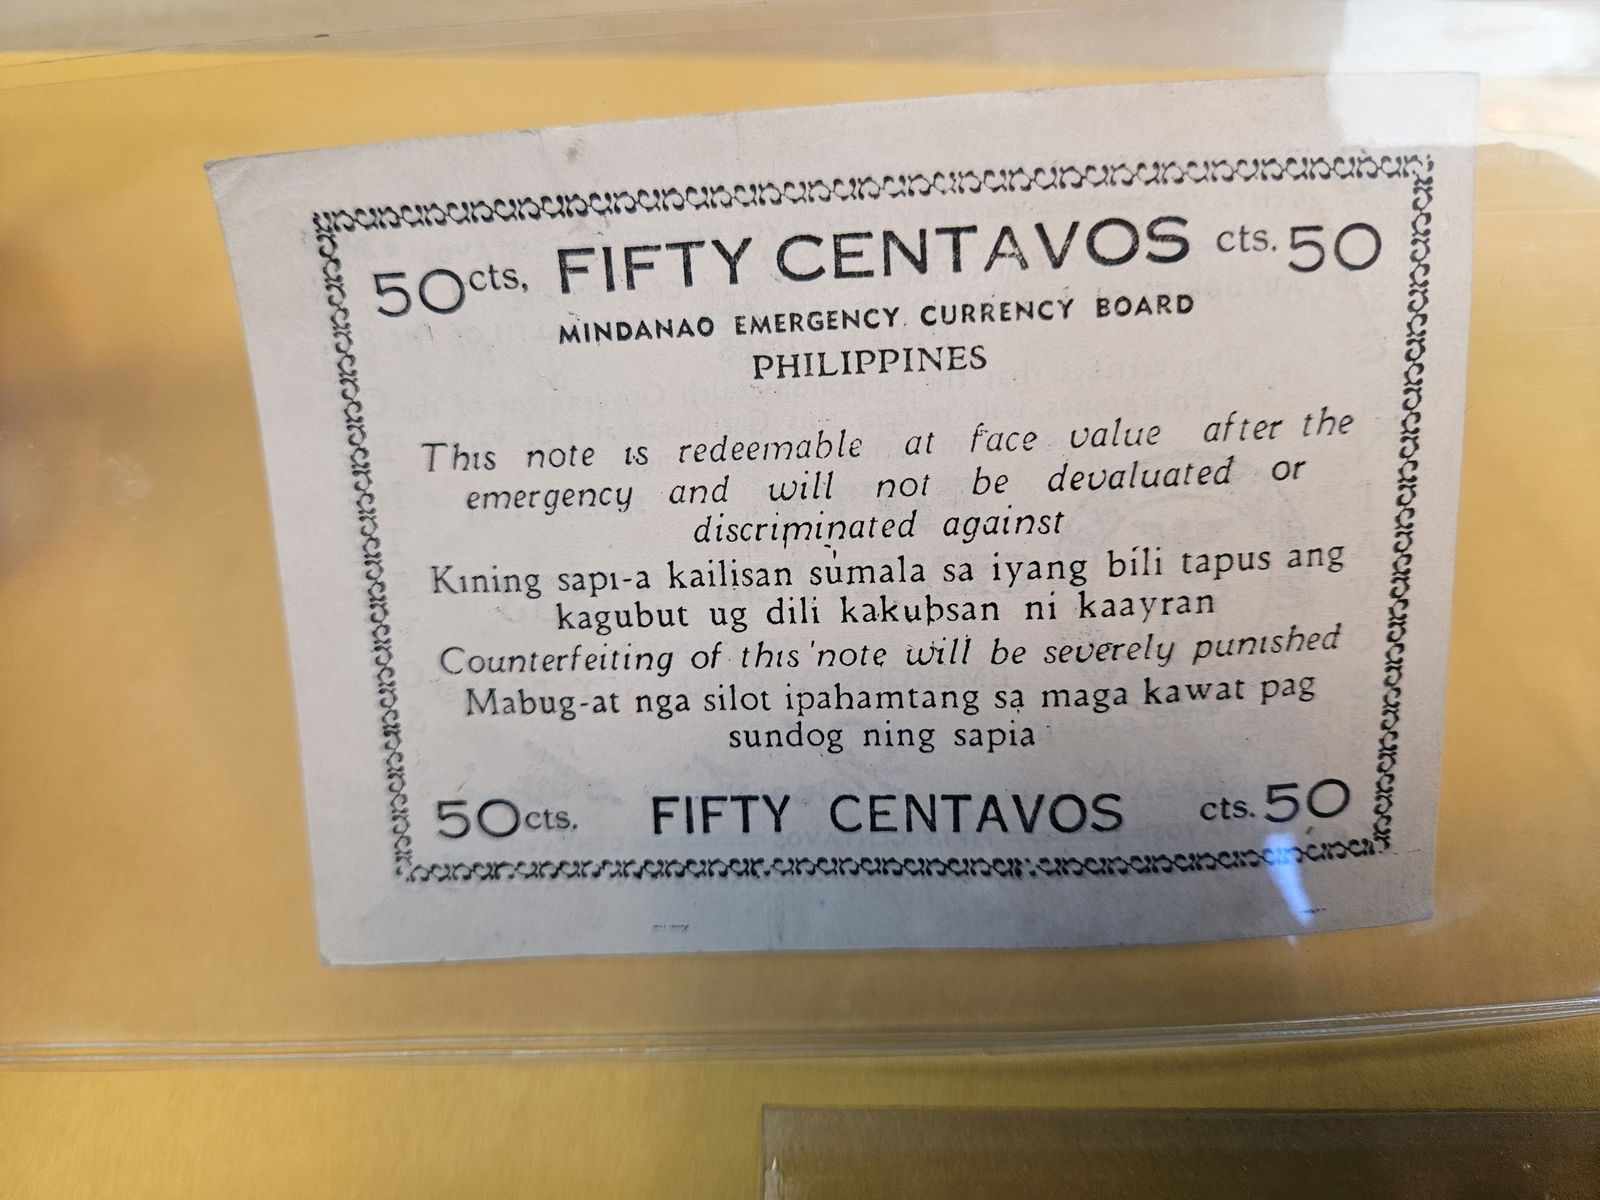 50cts, FIFTY CENTAVOS cts. 50
MINDANAO EMERGENCY CURRENCY BOARD
PHILIPPINES
This note is redeemable at face value after the
emergency and will not be devaluated or
discriminated against
Kining sapi-a kailisan sumala sa iyang bili tapus ang
kagubut ug dili kakubsan ni kaayran
Counterfeiting of this note will be severely punished
Mabug-at nga silot ipahamtang sa maga kawat pag
sundog ning sapia
50cts. FIFTY CENTAVOS cts. 50